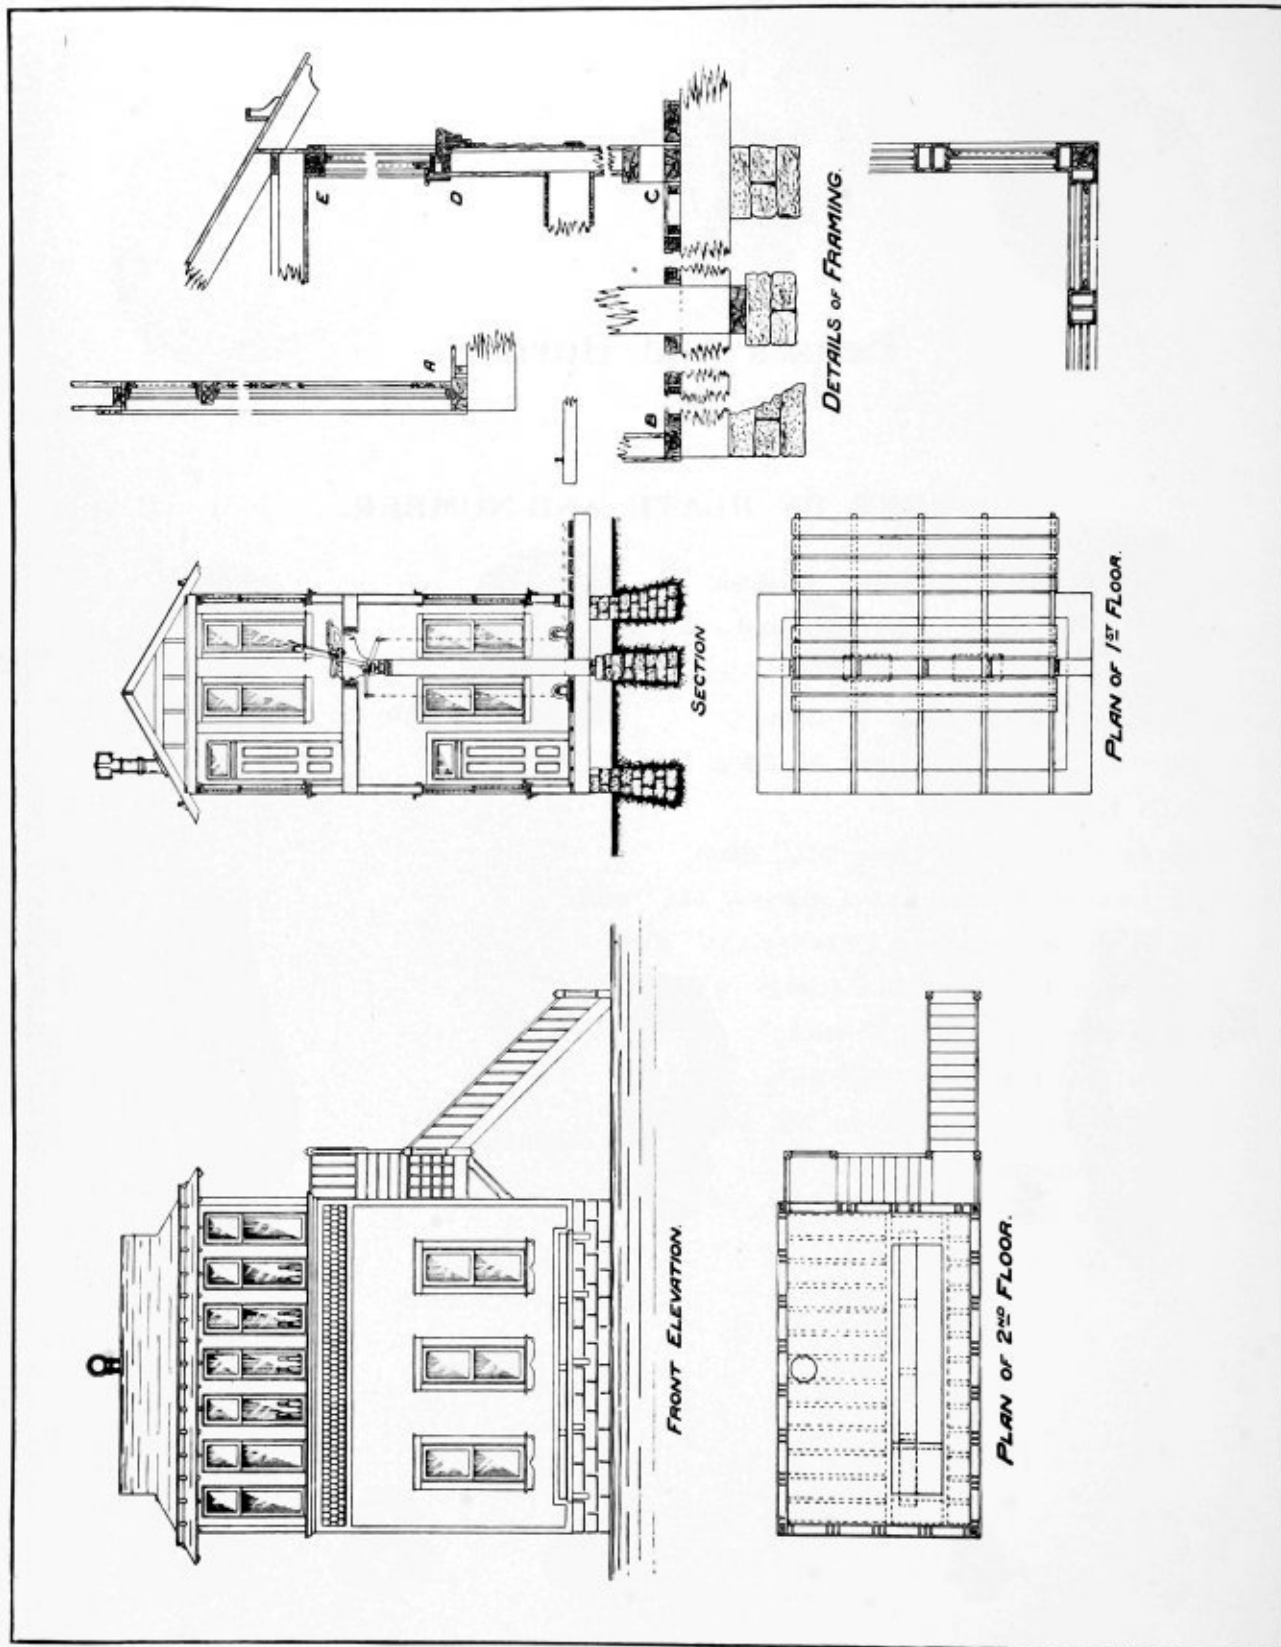 FRONT ELEVATION.
SECTION
A
B
C
D
E
DETAILS OF FRAMING.
PLAN OF 2ND FLOOR.
PLAN OF 1ST FLOOR.